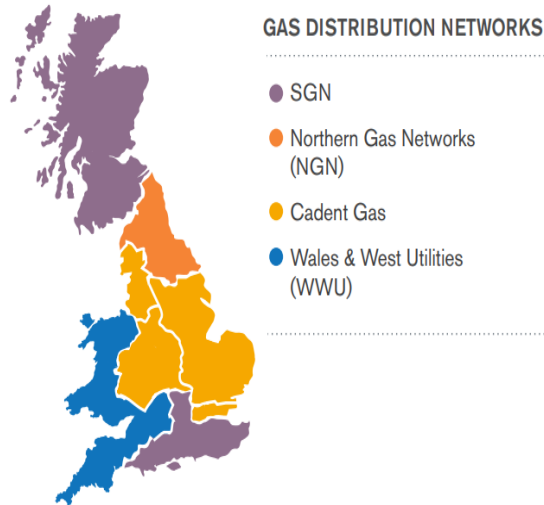 GAS DISTRIBUTION NETWORKS
SGN
Northern Gas Networks
(NGN)
Cadent Gas
Wales & West Utilities
(WWU)